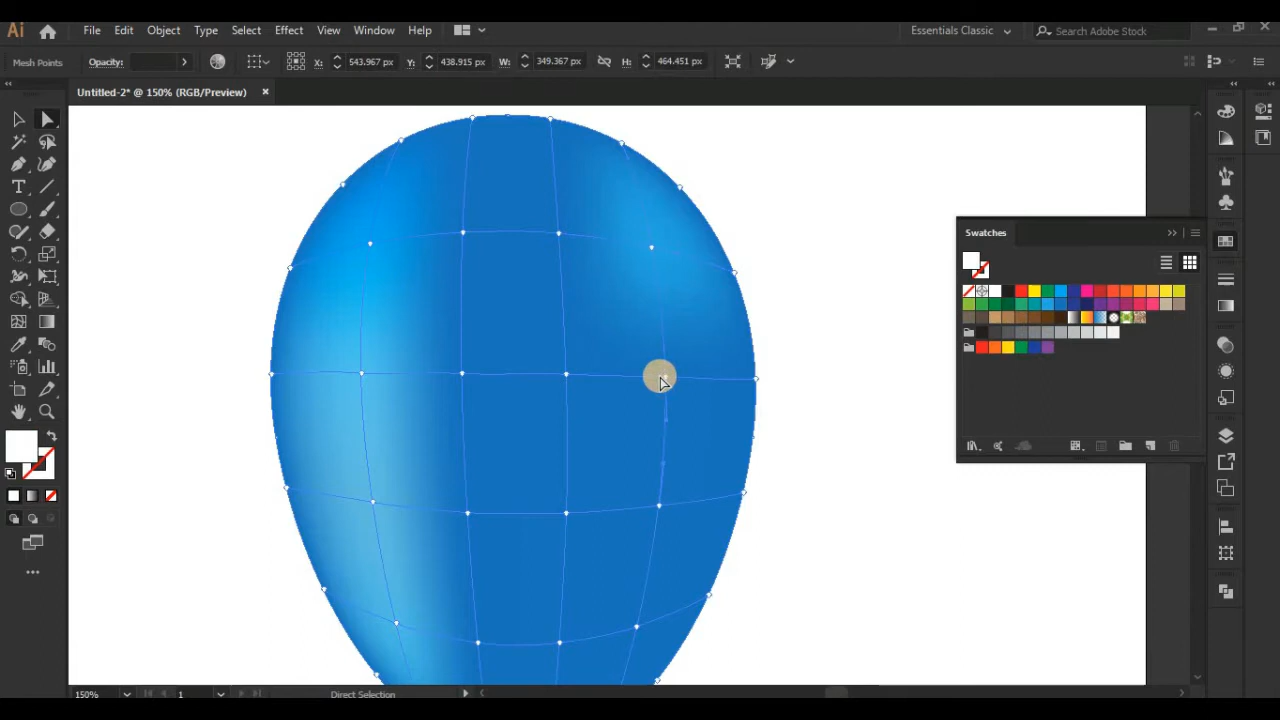 Ai File Edit Object Type Select Effect View Window Help Essentials Classic Search Adobe Stock
Mesh Points Opacity: X: 543.967 px Y: 438.915 px W: 349.367 px H: 464.451 px
Untitled-2* @ 150% (RGB/Preview)
Swatches
150% 1 Direct Selection